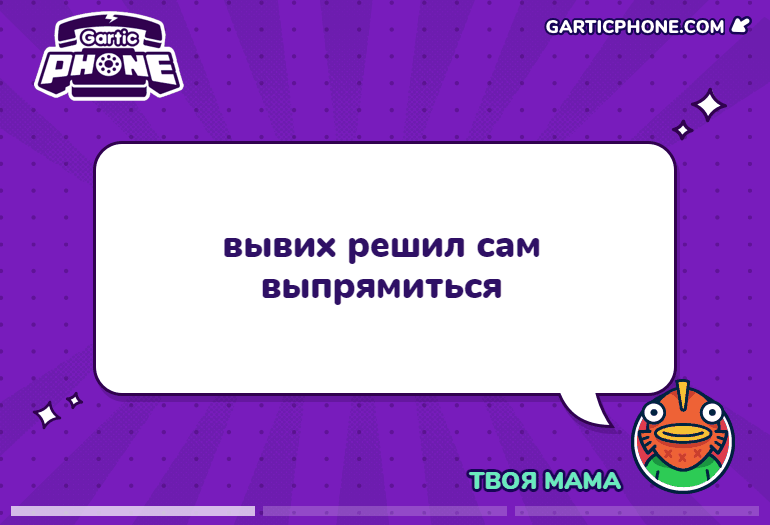 Gartic
PHONE
GARTICPHONE.COM
вывих решил сам
выпрямиться
ТВОЯ МАМА